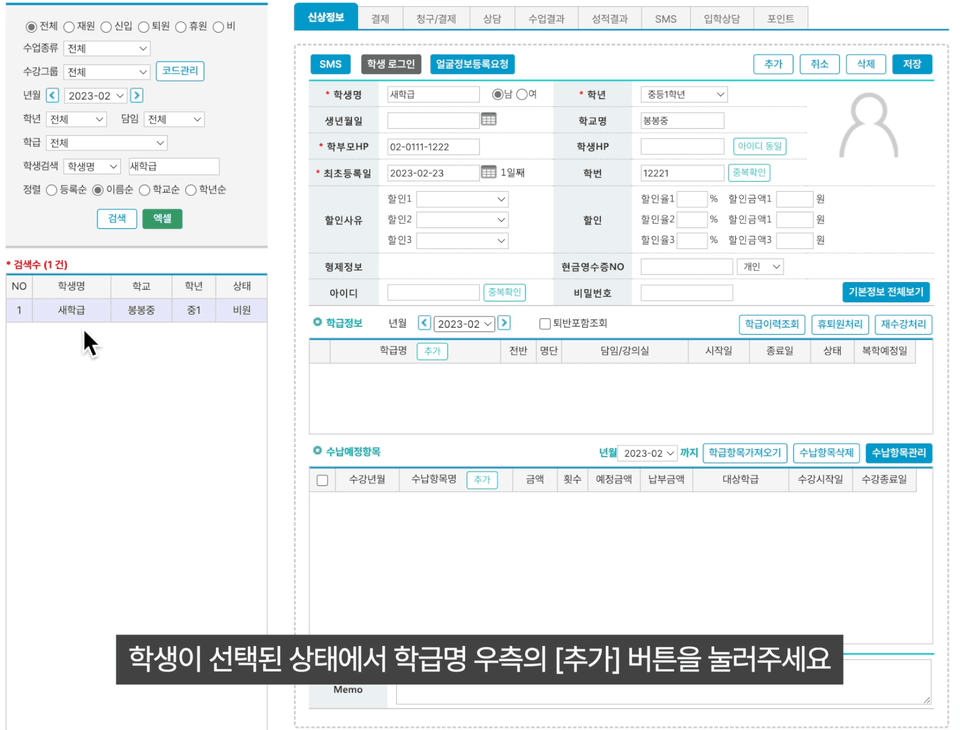 전체 재원 신입 퇴원 휴원 비
수업종류 전체
수강그룹 전체 코드관리
년월 2023-02
학년 전체 담임 전체
학급 전체
학생검색 학생명 새학급
정렬 등록순 이름순 학교순 학년순
검색 엑셀
* 검색수 (1 건)
NO 학생명 학교 학년 상태
1 새학급 봉봉중 중1 비원
신상정보 결제 청구/결제 상담 수업결과 성적결과 SMS 입학상담 포인트
SMS 학생 로그인 얼굴정보등록요청 추가 취소 삭제 저장
* 학생명 새학급 남 여 * 학년 중등1학년
생년월일 학교명 봉봉중
* 학부모HP 02-0111-1222 학생HP 아이디 동일
* 최초등록일 2023-02-23 1일째 학번 12221 중복확인
할인사유 할인1 할인2 할인3 할인 할인율1 % 할인금액1 원
할인율2 % 할인금액2 원
할인율3 % 할인금액3 원
형제정보 현금영수증NO 개인
아이디 중복확인 비밀번호 기본정보 전체보기
학급정보 년월 2023-02 퇴반포함조회 학급이력조회 휴퇴원처리 재수강처리
학급명 추가 전반 명단 담임/강의실 시작일 종료일 상태 복학예정일
수납예정항목 년월 2023-02 까지 학급항목가져오기 수납항목삭제 수납항목관리
수강년월 수납항목명 추가 금액 횟수 예정금액 납부금액 대상학급 수강시작일 수강종료일
학생이 선택된 상태에서 학급명 우측의 [추가] 버튼을 눌러주세요
Memo